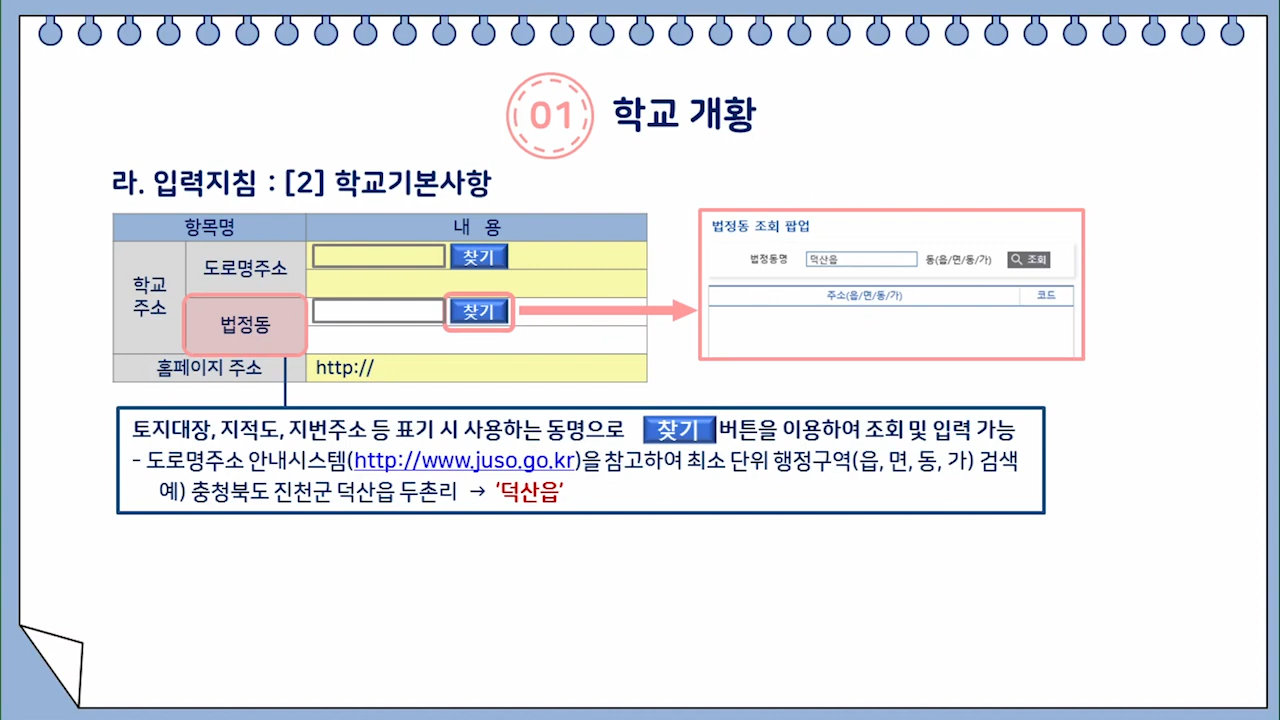 01 학교 개황
라. 입력지침 : [2] 학교기본사항
항목명 내 용
학교 주소
도로명주소 찾기
법정동 찾기
홈페이지 주소 http://
법정동 조회 팝업
법정동명 덕산읍 동(읍/면/동/가) 조회
주소(읍/면/동/가) 코드
토지대장, 지적도, 지번주소 등 표기 시 사용하는 동명으로 찾기 버튼을 이용하여 조회 및 입력 가능
- 도로명주소 안내시스템(http://www.juso.go.kr)을 참고하여 최소 단위 행정구역(읍, 면, 동, 가) 검색
예) 충청북도 진천군 덕산읍 두촌리 → ‘덕산읍’